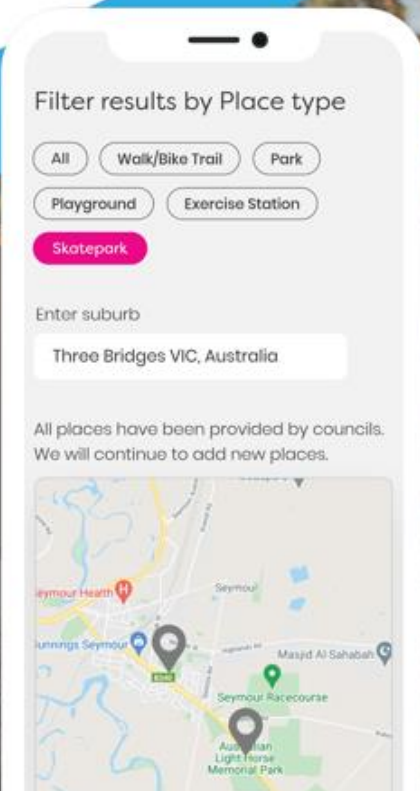 Filter results by Place type
All
Walk/Bike Trail
Park
Playground
Exercise Station
Skatepark
Enter suburb
Three Bridges VIC, Australia
All places have been provided by councils.
We will continue to add new places.
eymour Health
H
Seymour
unnings Seymour
Masjid Al Sahabah
B340
Seymour Racecourse
Australian
Light Horse
Memorial Park